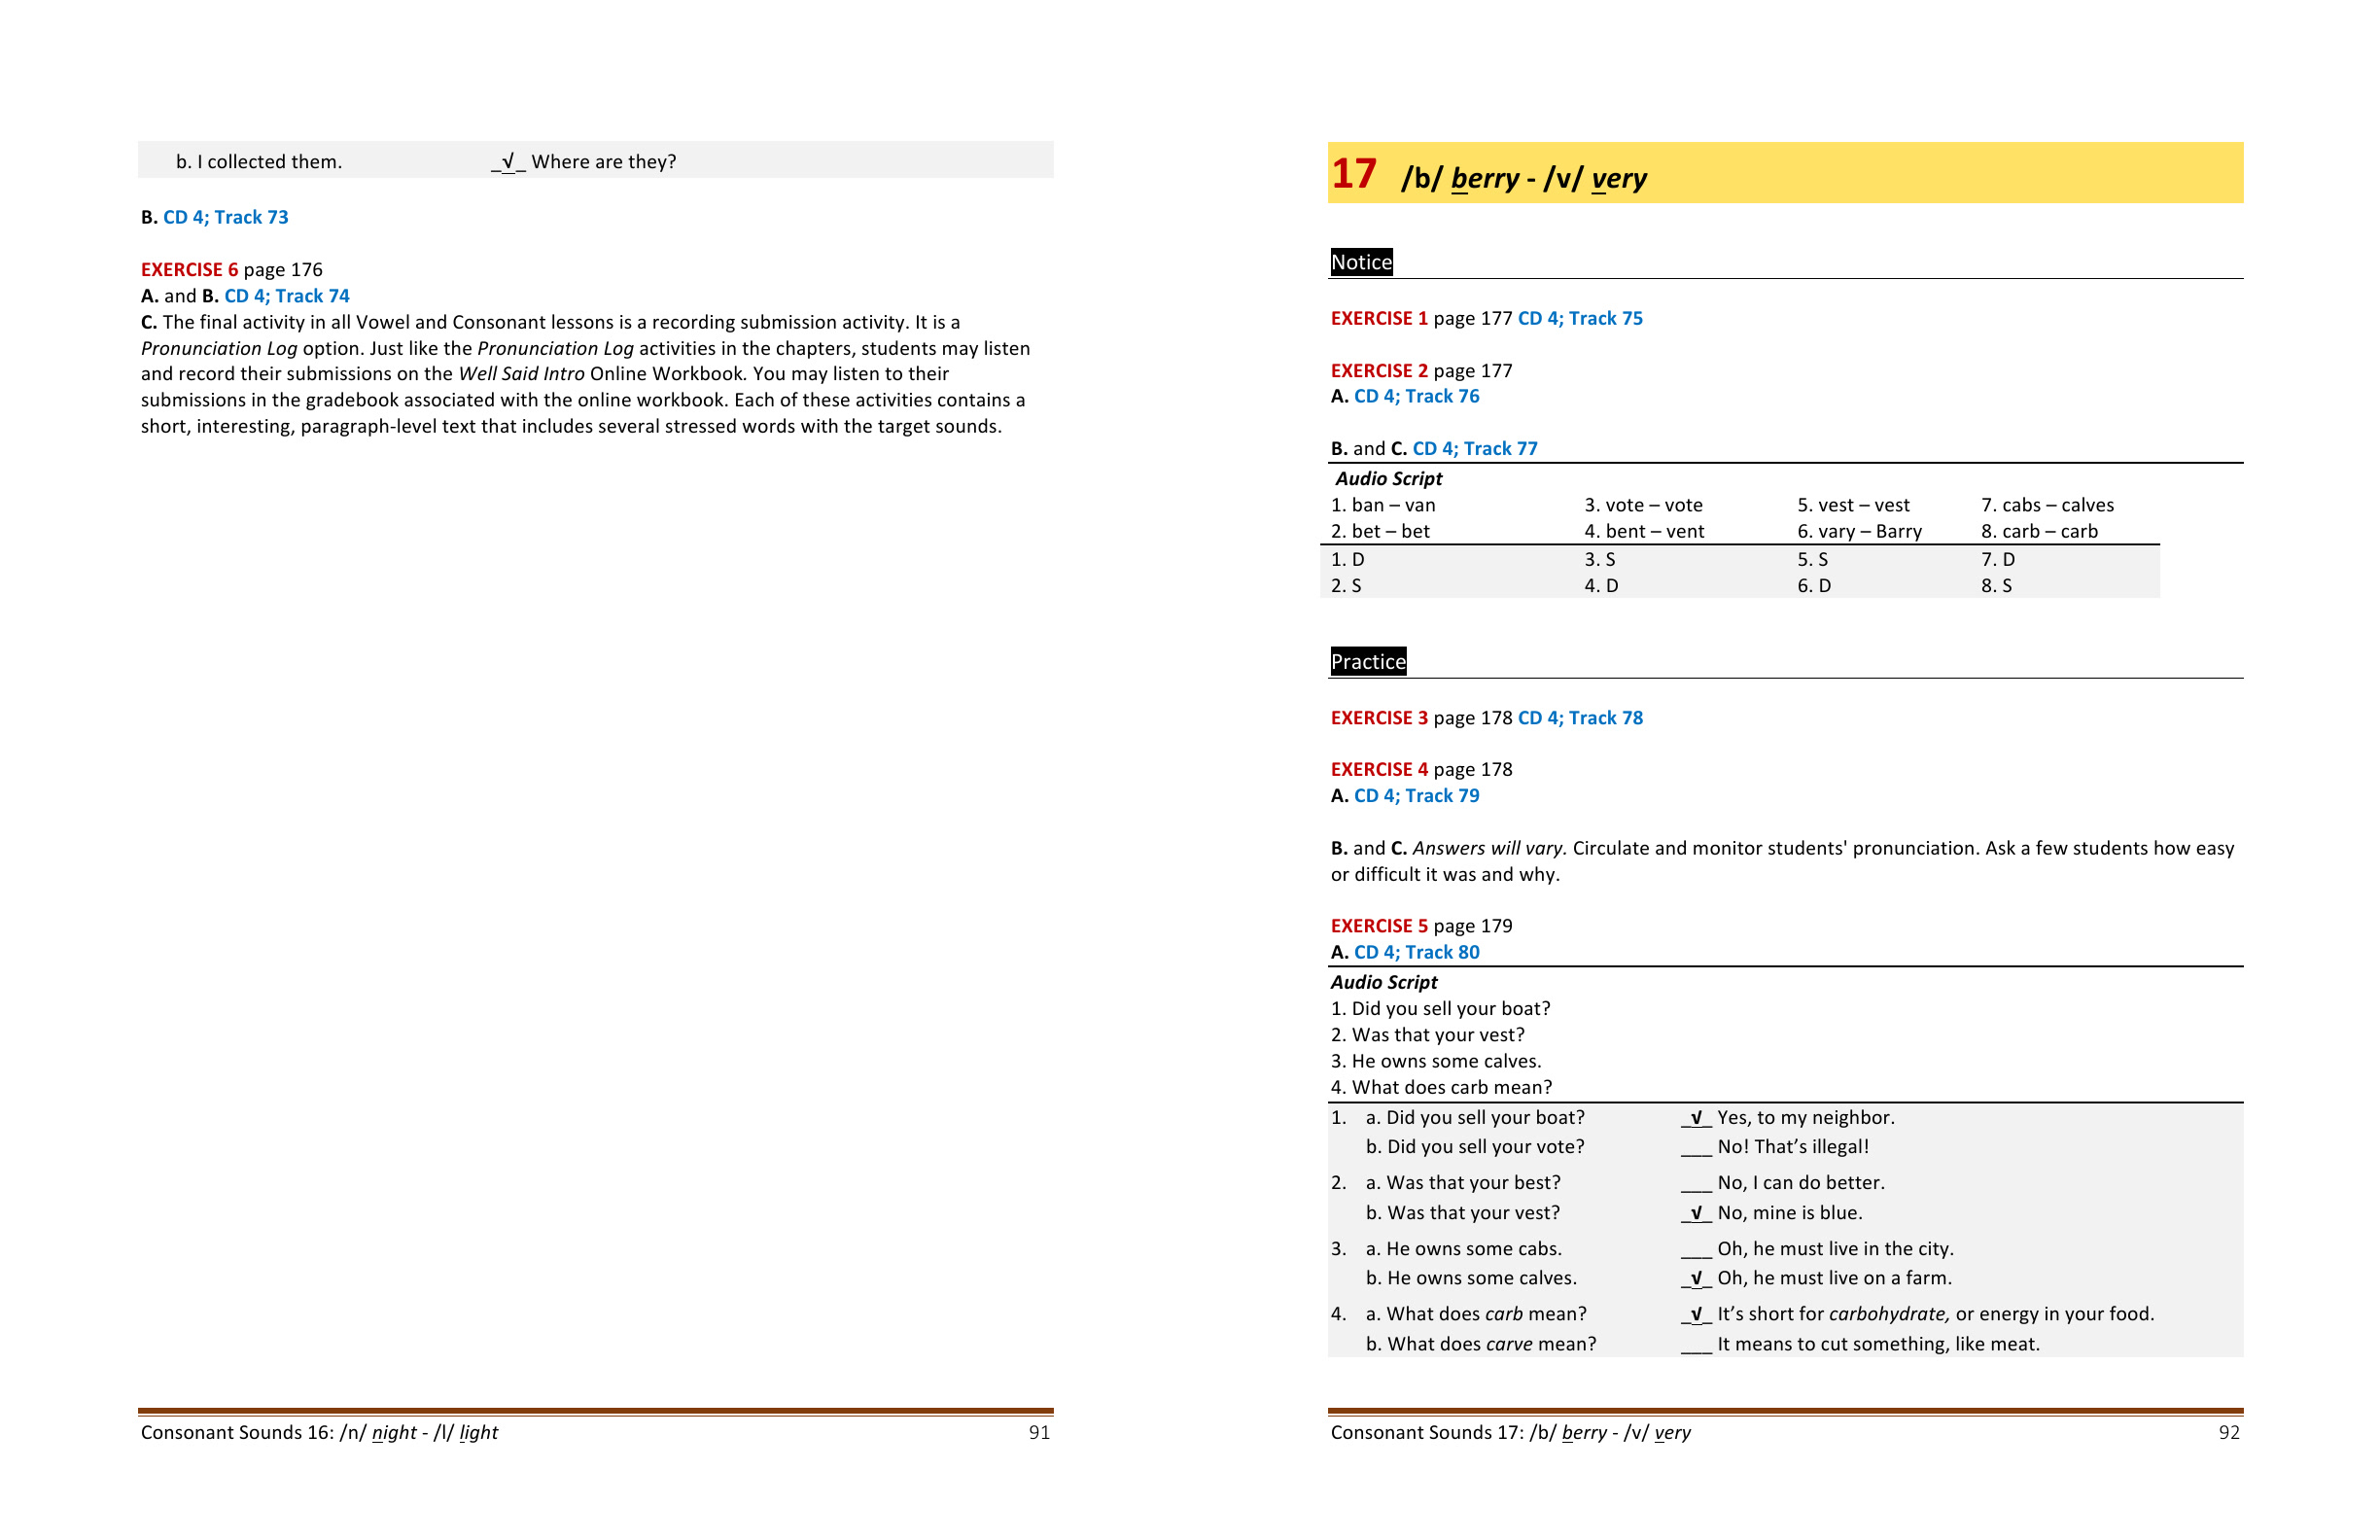 b. I collected them. _√_ Where are they?
B. CD 4; Track 73
EXERCISE 6 page 176
A. and B. CD 4; Track 74
C. The final activity in all Vowel and Consonant lessons is a recording submission activity. It is a
Pronunciation Log option. Just like the Pronunciation Log activities in the chapters, students may listen
and record their submissions on the Well Said Intro Online Workbook. You may listen to their
submissions in the gradebook associated with the online workbook. Each of these activities contains a
short, interesting, paragraph-level text that includes several stressed words with the target sounds.
Consonant Sounds 16: /n/ night - /l/ light 91
17 /b/ berry - /v/ very
Notice
EXERCISE 1 page 177 CD 4; Track 75
EXERCISE 2 page 177
A. CD 4; Track 76
B. and C. CD 4; Track 77
Audio Script
1. ban – van 3. vote – vote 5. vest – vest 7. cabs – calves
2. bet – bet 4. bent – vent 6. vary – Barry 8. carb – carb
1. D 3. S 5. S 7. D
2. S 4. D 6. D 8. S
Practice
EXERCISE 3 page 178 CD 4; Track 78
EXERCISE 4 page 178
A. CD 4; Track 79
B. and C. Answers will vary. Circulate and monitor students' pronunciation. Ask a few students how easy
or difficult it was and why.
EXERCISE 5 page 179
A. CD 4; Track 80
Audio Script
1. Did you sell your boat?
2. Was that your vest?
3. He owns some calves.
4. What does carb mean?
1. a. Did you sell your boat? _√_ Yes, to my neighbor.
b. Did you sell your vote? ___ No! That’s illegal!
2. a. Was that your best? ___ No, I can do better.
b. Was that your vest? _√_ No, mine is blue.
3. a. He owns some cabs. ___ Oh, he must live in the city.
b. He owns some calves. _√_ Oh, he must live on a farm.
4. a. What does carb mean? _√_ It’s short for carbohydrate, or energy in your food.
b. What does carve mean? ___ It means to cut something, like meat.
Consonant Sounds 17: /b/ berry - /v/ very 92